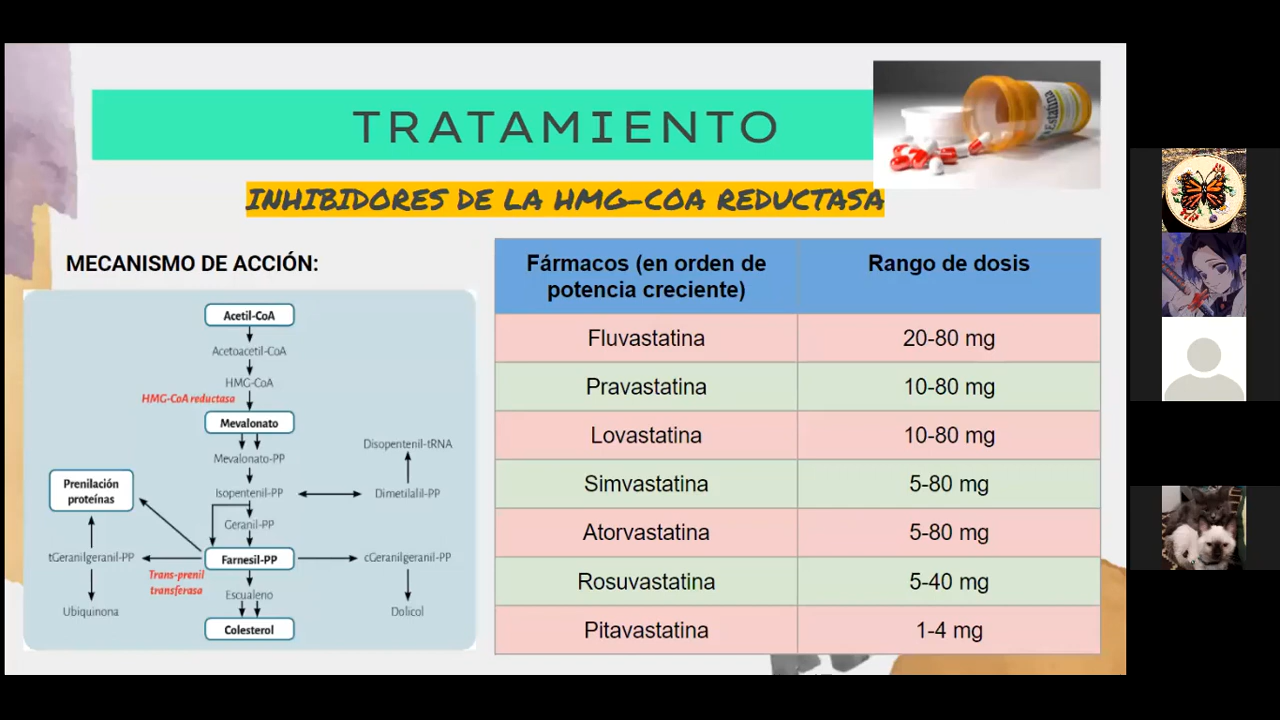 TRATAMIENTO
Estatina
INHIBIDORES DE LA HMG-COA REDUCTASA
MECANISMO DE ACCIÓN:
Acetil-CoA
Acetoacetil-CoA
HMG-CoA
HMG-CoA reductasa
Mevalonato
Mevalonato-PP
Disopentenil-tRNA
Isopentenil-PP
Dimetilalil-PP
Prenilación
proteínas
Geranil-PP
tGeranilgeranil-PP
Farnesil-PP
cGeranilgeranil-PP
Trans-prenil
transferasa
Escualeno
Ubiquinona
Dolicol
Colesterol
Fármacos (en orden de
potencia creciente)
Rango de dosis
Fluvastatina 20-80 mg
Pravastatina 10-80 mg
Lovastatina 10-80 mg
Simvastatina 5-80 mg
Atorvastatina 5-80 mg
Rosuvastatina 5-40 mg
Pitavastatina 1-4 mg